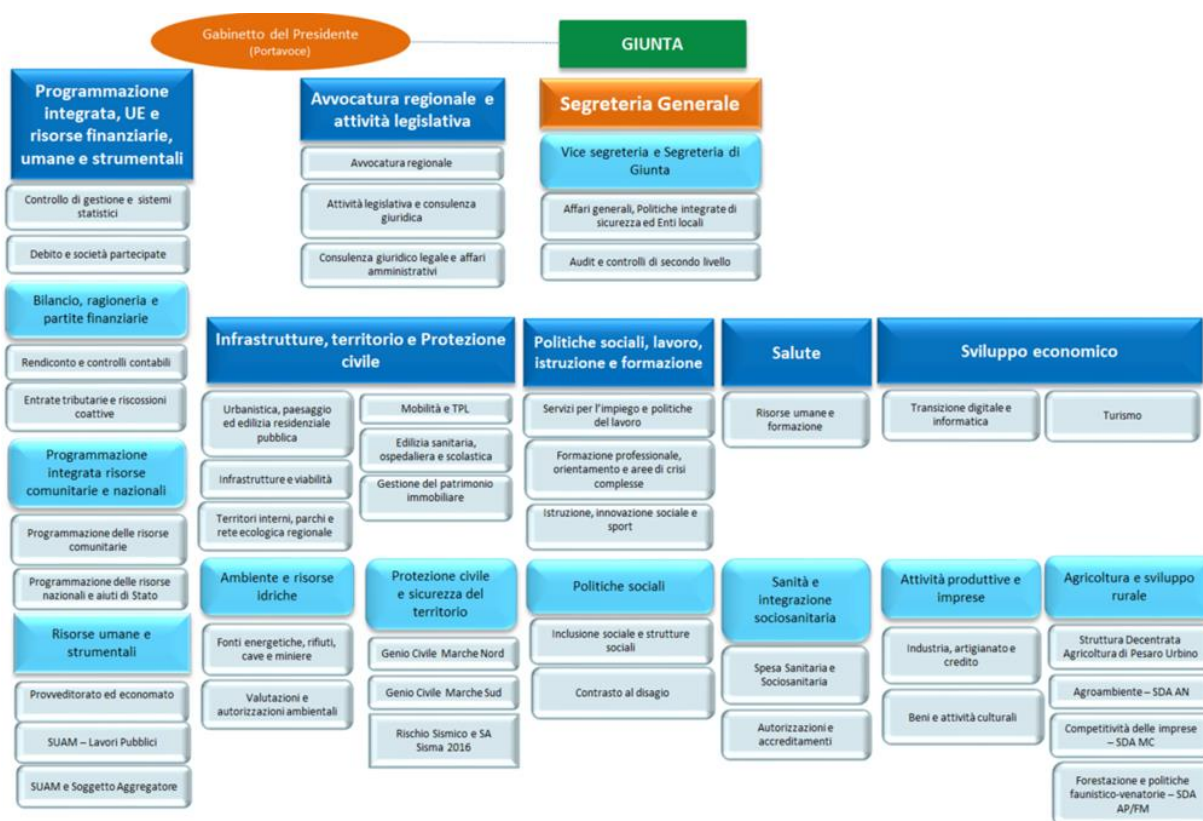 Gabinetto del Presidente
(Portavoce)
GIUNTA
Programmazione
integrata, UE e
risorse finanziarie,
umane e strumentali
Controllo di gestione e sistemi
statistici
Debito e società partecipate
Bilancio, ragioneria e
partite finanziarie
Rendiconto e controlli contabili
Entrate tributarie e riscossioni
coattive
Programmazione
integrata risorse
comunitarie e nazionali
Programmazione delle risorse
comunitarie
Programmazione delle risorse
nazionali e aiuti di Stato
Risorse umane e
strumentali
Provveditorato ed economato
SUAM – Lavori Pubblici
SUAM e Soggetto Aggregatore
Avvocatura regionale e
attività legislativa
Avvocatura regionale
Attività legislativa e consulenza
giuridica
Consulenza giuridico legale e affari
amministrativi
Segreteria Generale
Vice segreteria e Segreteria di
Giunta
Affari generali, Politiche integrate di
sicurezza ed Enti locali
Audit e controlli di secondo livello
Infrastrutture, territorio e Protezione
civile
Urbanistica, paesaggio
ed edilizia residenziale
pubblica
Infrastrutture e viabilità
Territori interni, parchi e
rete ecologica regionale
Mobilità e TPL
Edilizia sanitaria,
ospedaliera e scolastica
Gestione del patrimonio
immobiliare
Ambiente e risorse
idriche
Fonti energetiche, rifiuti,
cave e miniere
Valutazioni e
autorizzazioni ambientali
Protezione civile
e sicurezza del
territorio
Genio Civile Marche Nord
Genio Civile Marche Sud
Rischio Sismico e SA
Sisma 2016
Politiche sociali, lavoro,
istruzione e formazione
Servizi per l'impiego e politiche
del lavoro
Formazione professionale,
orientamento e aree di crisi
complesse
Istruzione, innovazione sociale e
sport
Politiche sociali
Inclusione sociale e strutture
sociali
Contrasto al disagio
Salute
Risorse umane e
formazione
Sanità e
integrazione
sociosanitaria
Spesa Sanitaria e
Sociosanitaria
Autorizzazioni e
accreditamenti
Sviluppo economico
Transizione digitale e
informatica
Turismo
Attività produttive e
imprese
Industria, artigianato e
credito
Beni e attività culturali
Agricoltura e sviluppo
rurale
Struttura Decentrata
Agricoltura di Pesaro Urbino
Agroambiente – SDA AN
Competitività delle imprese
– SDA MC
Forestazione e politiche
faunistico-venatorie – SDA
AP/FM